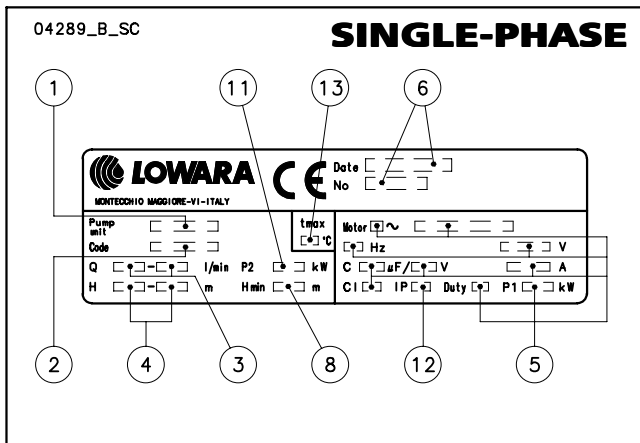 04289_B_SC
SINGLE-PHASE
1
11
13
6
LOWARA
CE
Date
No
MONTECCHIO MAGGIORE-VI-ITALY
Pump unit
tmax
°C
Motor ~
Code
Hz V
Q - l/min P2 kW
C µF/ V A
H - m Hmin m
Cl IP Duty P1 kW
2
4
3
8
12
5